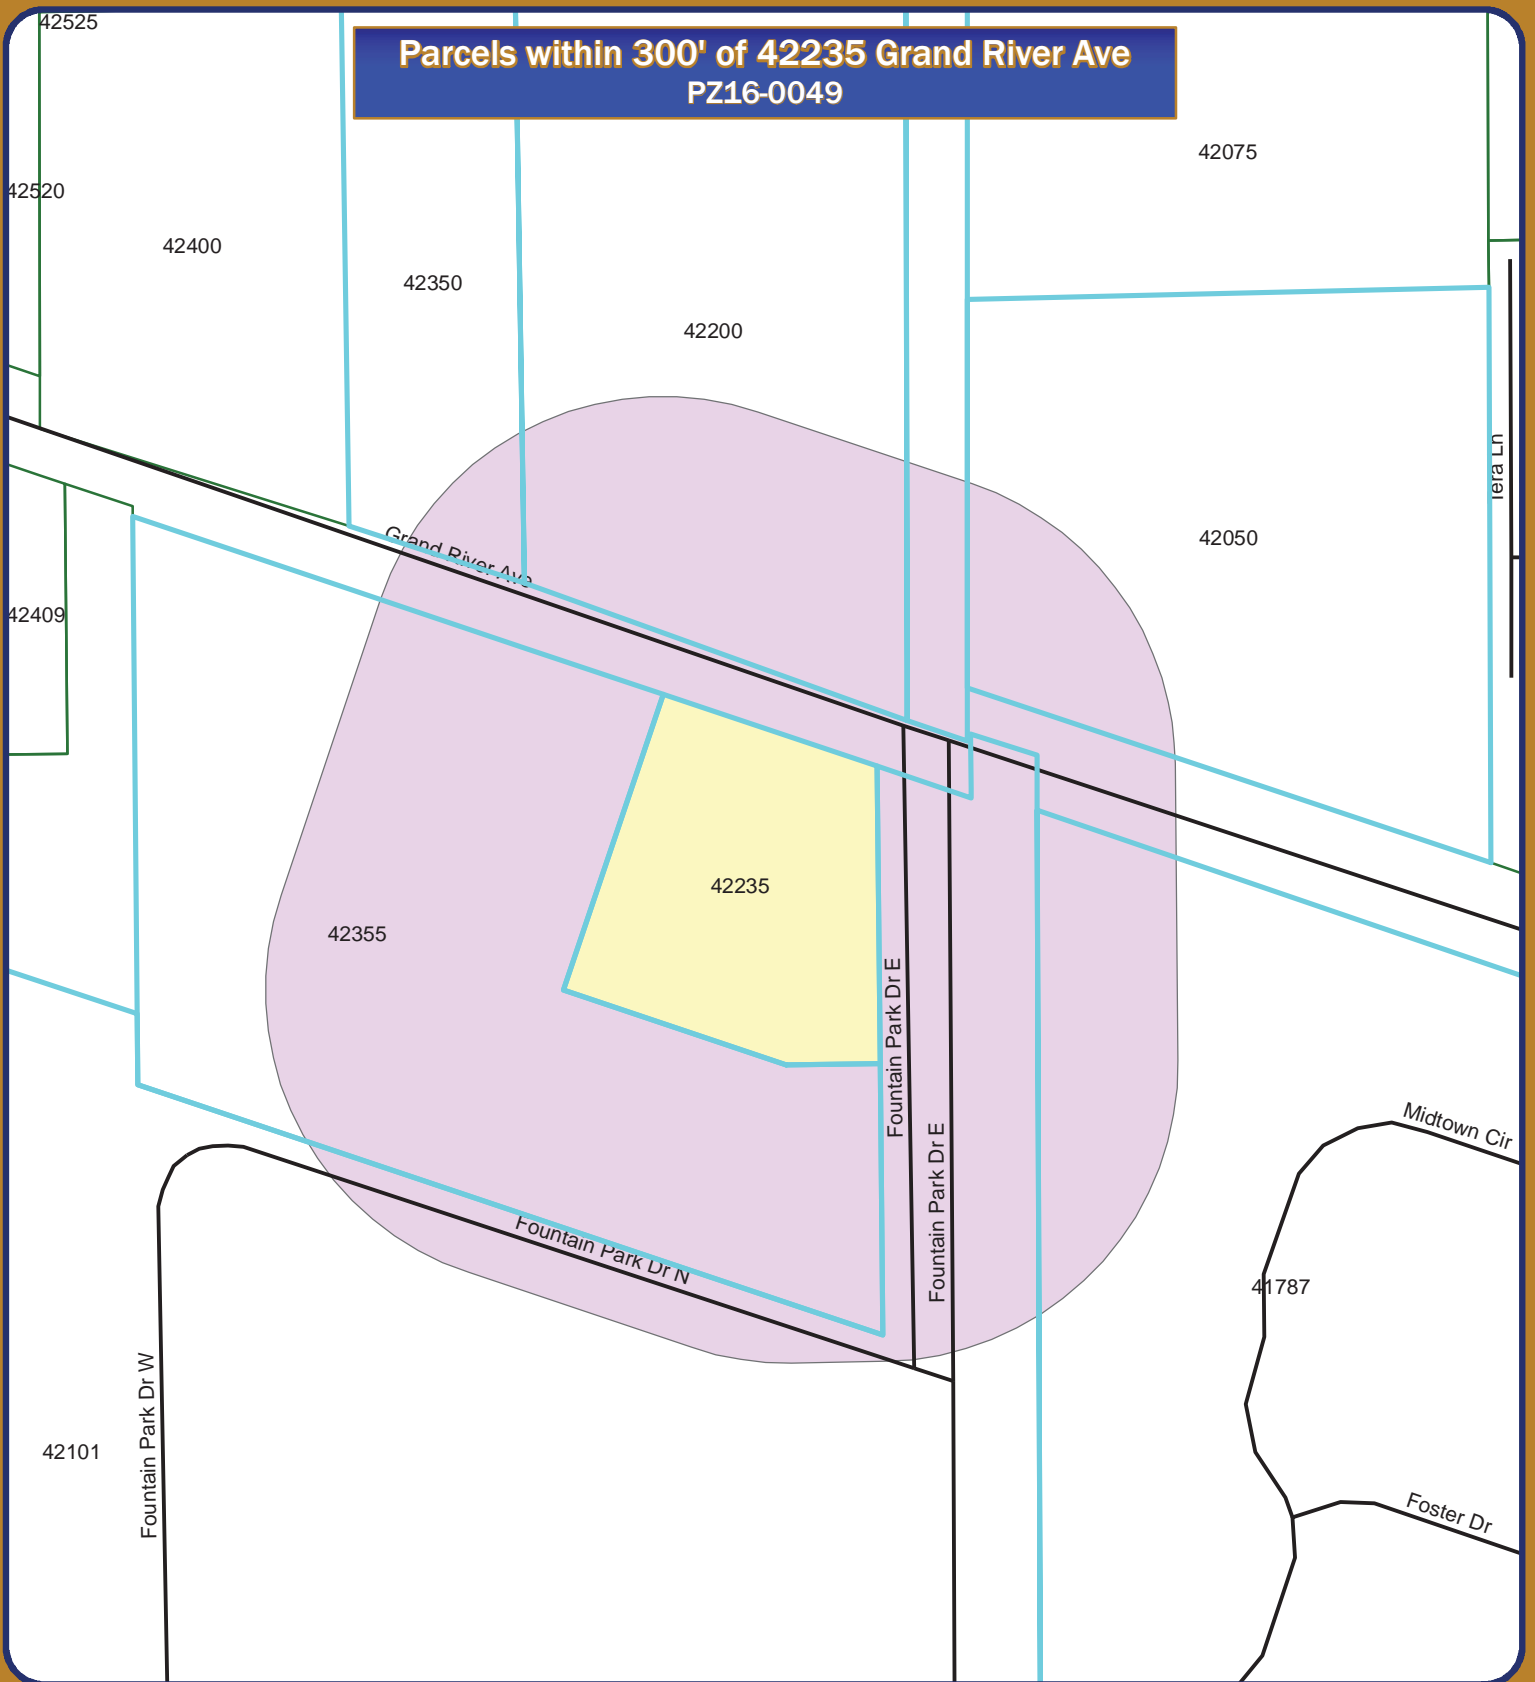 Parcels within 300' of 42235 Grand River Ave
PZ16-0049
42525
42075
42520
42400
42350
42200
Tera Ln
42050
Grand River Ave
42409
42235
42355
Fountain Park Dr E
Fountain Park Dr E
Midtown Cir
Fountain Park Dr N
41787
Fountain Park Dr W
42101
Foster Dr